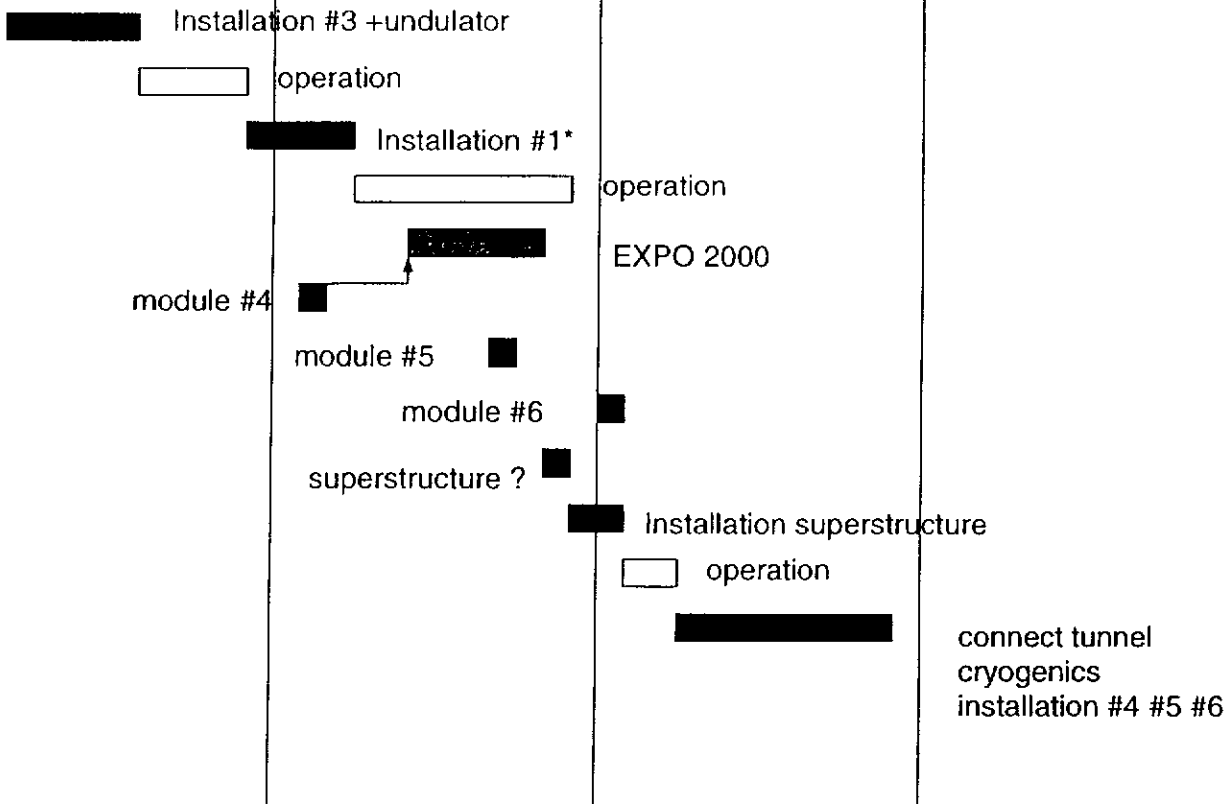 Installation #3 +undulator
operation
Installation #1*
operation
EXPO 2000
module #4
module #5
module #6
superstructure ?
Installation superstructure
operation
connect tunnel
cryogenics
installation #4 #5 #6